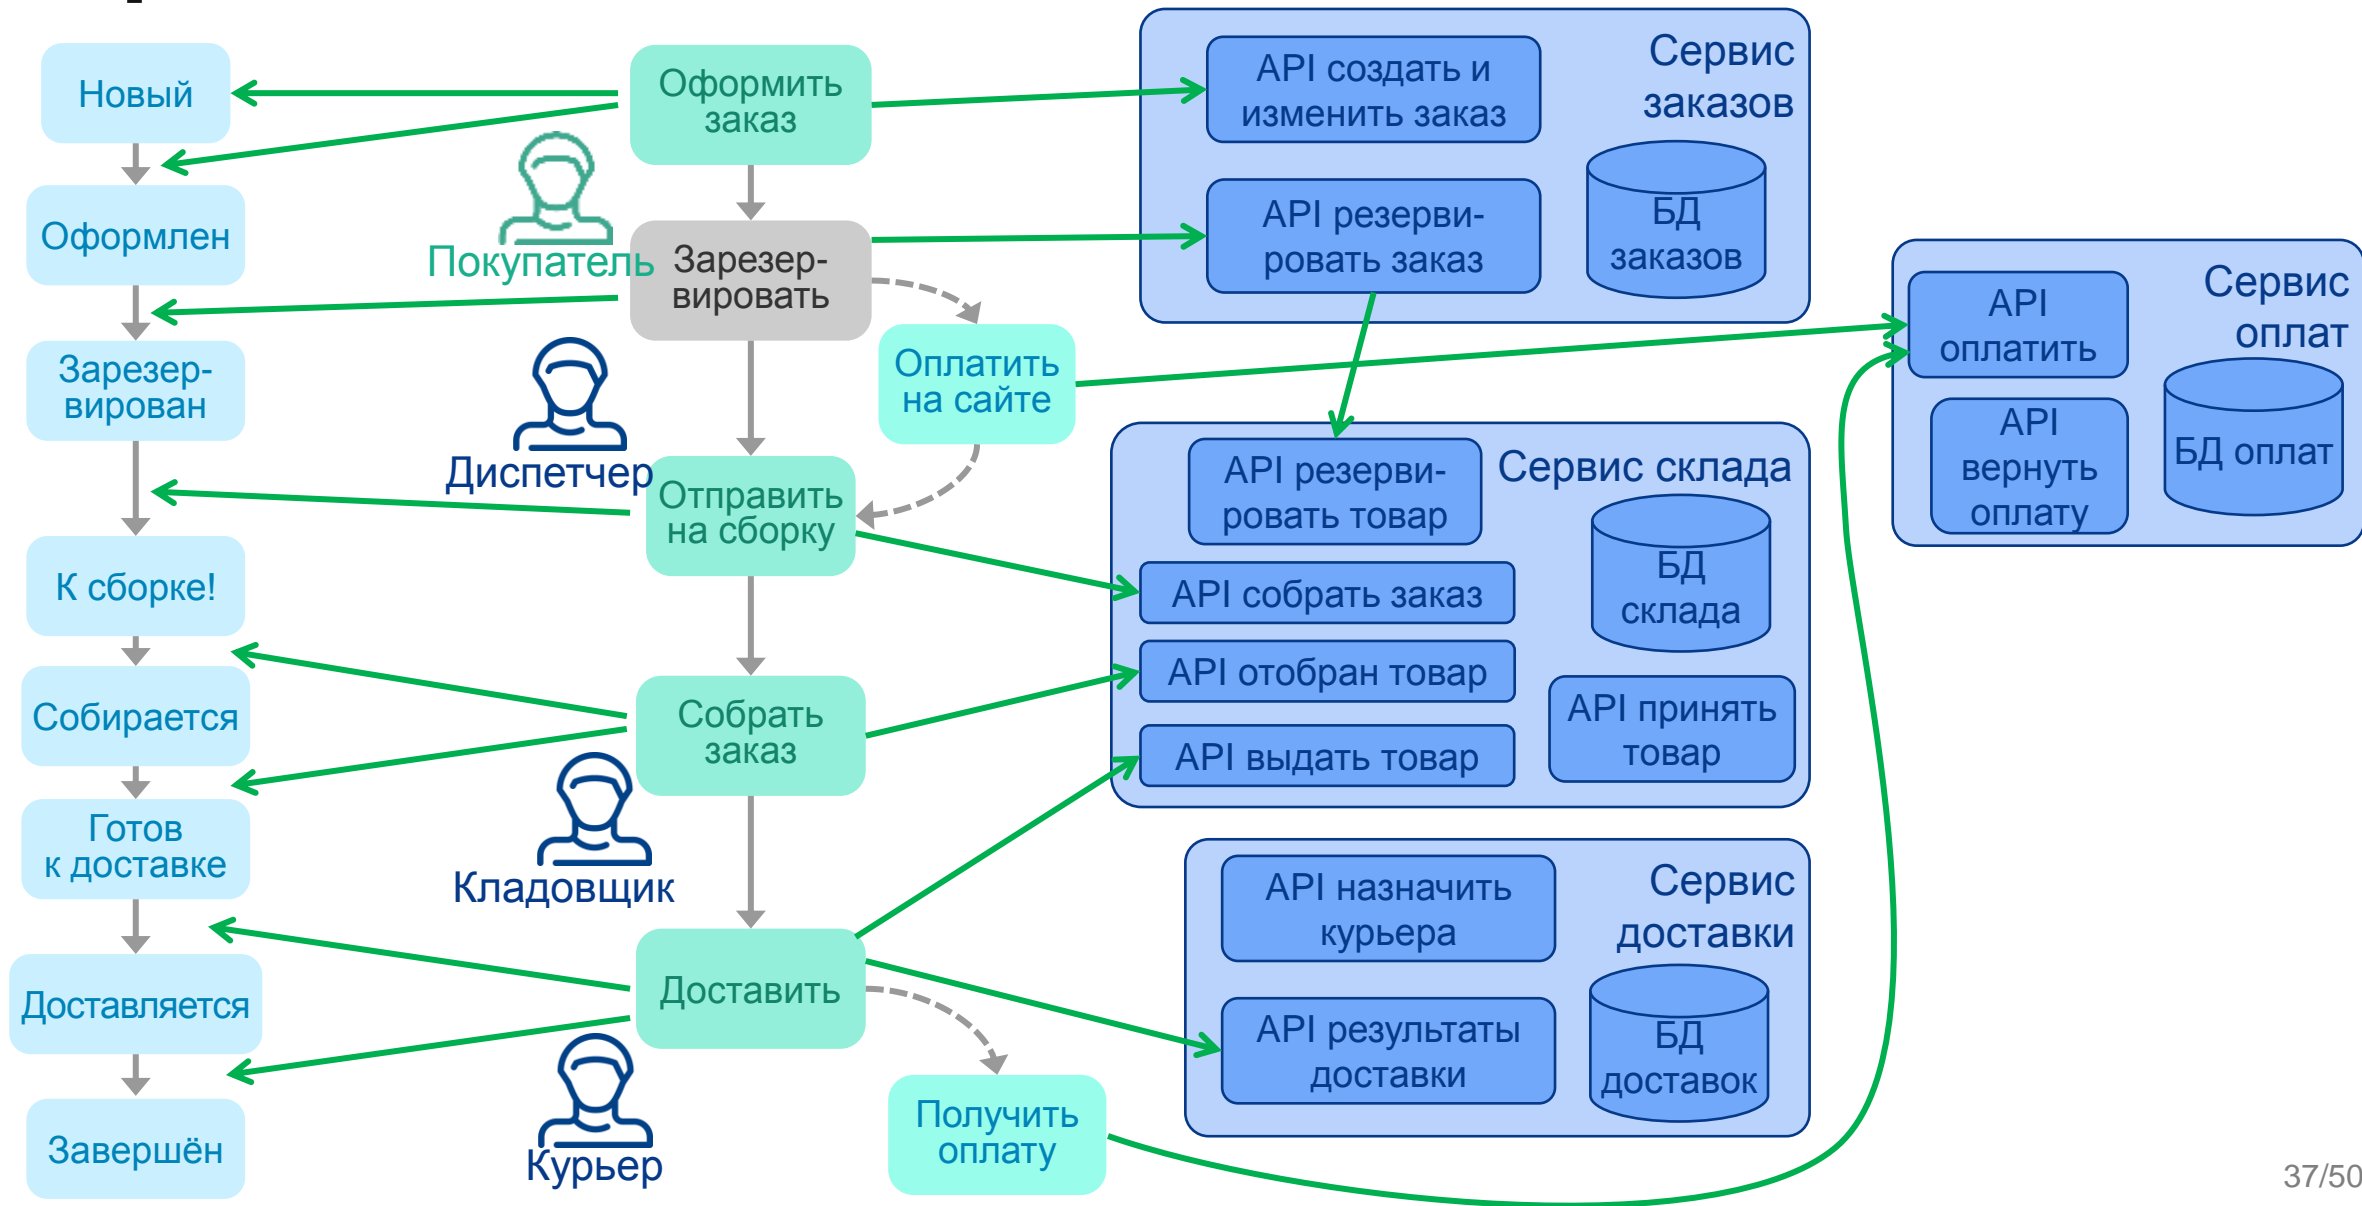 Новый
Оформлен
Зарезер-
вирован
К сборке!
Собирается
Готов
к доставке
Доставляется
Завершён
Покупатель
Диспетчер
Кладовщик
Курьер
Оформить
заказ
Зарезер-
вировать
Оплатить
на сайте
Отправить
на сборку
Собрать
заказ
Доставить
Получить
оплату
Сервис
заказов
API создать и
изменить заказ
API резерви-
ровать заказ
БД
заказов
Сервис
оплат
API
оплатить
API
вернуть
оплату
БД оплат
Сервис склада
API резерви-
ровать товар
API собрать заказ
API отобран товар
API выдать товар
БД
склада
API принять
товар
Сервис
доставки
API назначить
курьера
API результаты
доставки
БД
доставок
37/50